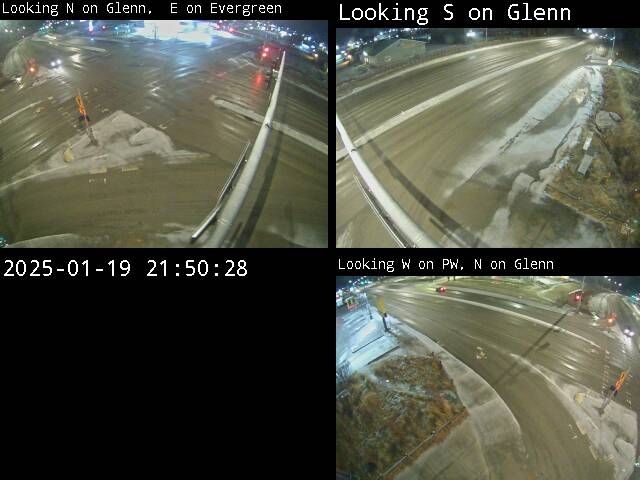 Looking N on Glenn,  E on Evergreen
Looking S on Glenn
2025-01-19 21:50:28
Looking W on PW, N on Glenn